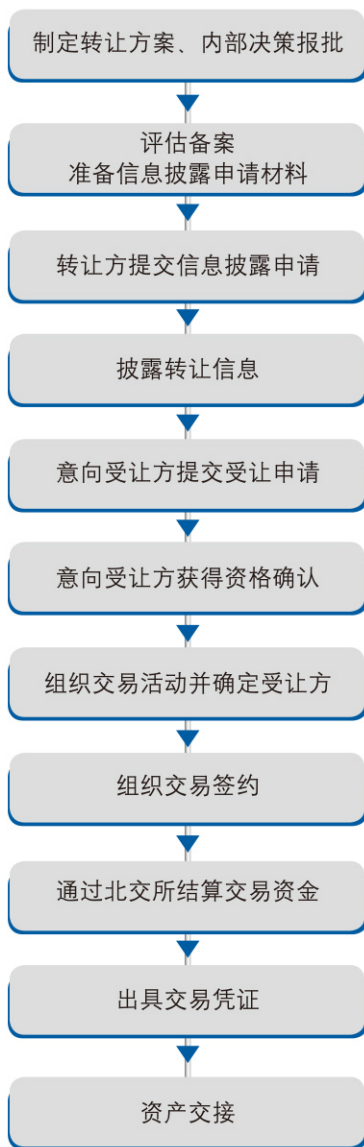 制定转让方案、内部决策报批
评估备案
准备信息披露申请材料
转让方提交信息披露申请
披露转让信息
意向受让方提交受让申请
意向受让方获得资格确认
组织交易活动并确定受让方
组织交易签约
通过北交所结算交易资金
出具交易凭证
资产交接